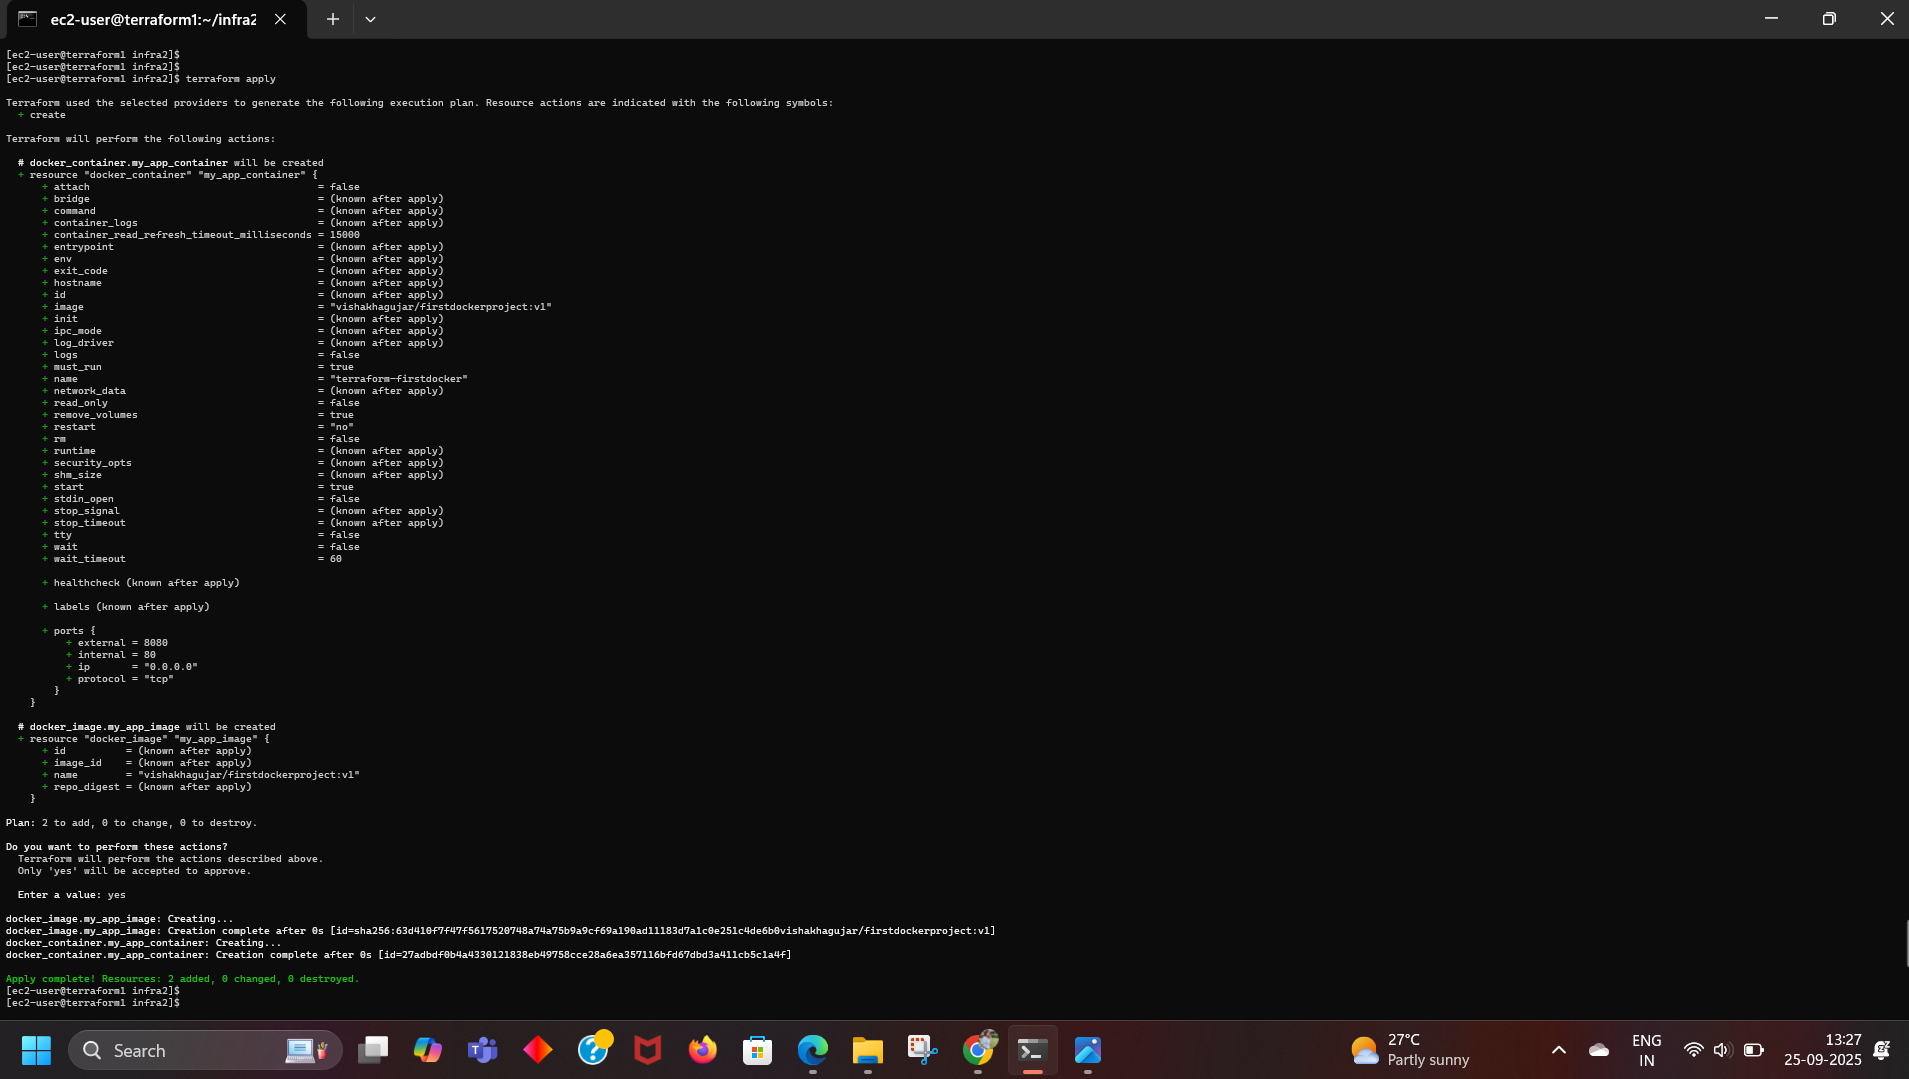 ec2-user@terraform1:~/infra2
[ec2-user@terraform1 infra2]$
[ec2-user@terraform1 infra2]$
[ec2-user@terraform1 infra2]$ terraform apply
Terraform used the selected providers to generate the following execution plan. Resource actions are indicated with the following symbols:
+ create
Terraform will perform the following actions:
# docker_container.my_app_container will be created
+ resource "docker_container" "my_app_container" {
+ attach = false
+ bridge = (known after apply)
+ command = (known after apply)
+ container_logs = (known after apply)
+ container_read_refresh_timeout_milliseconds = 15000
+ entrypoint = (known after apply)
+ env = (known after apply)
+ exit_code = (known after apply)
+ hostname = (known after apply)
+ id = (known after apply)
+ image = "vishakhagujar/firstdockerproject:v1"
+ init = (known after apply)
+ ipc_mode = (known after apply)
+ log_driver = (known after apply)
+ logs = false
+ must_run = true
+ name = "terraform-firstdocker"
+ network_data = (known after apply)
+ read_only = false
+ remove_volumes = true
+ restart = "no"
+ rm = false
+ runtime = (known after apply)
+ security_opts = (known after apply)
+ shm_size = (known after apply)
+ start = true
+ stdin_open = false
+ stop_signal = (known after apply)
+ stop_timeout = (known after apply)
+ tty = false
+ wait = false
+ wait_timeout = 60
+ healthcheck (known after apply)
+ labels (known after apply)
+ ports {
+ external = 8080
+ internal = 80
+ ip = "0.0.0.0"
+ protocol = "tcp"
}
}
# docker_image.my_app_image will be created
+ resource "docker_image" "my_app_image" {
+ id = (known after apply)
+ image_id = (known after apply)
+ name = "vishakhagujar/firstdockerproject:v1"
+ repo_digest = (known after apply)
}
Plan: 2 to add, 0 to change, 0 to destroy.
Do you want to perform these actions?
Terraform will perform the actions described above.
Only 'yes' will be accepted to approve.
Enter a value: yes
docker_image.my_app_image: Creating...
docker_image.my_app_image: Creation complete after 0s [id=sha256:63d410f7f47f5617520748a74a75b9a9cf69a190ad11183d7a1c0e251c4de6b0vishakhagujar/firstdockerproject:v1]
docker_container.my_app_container: Creating...
docker_container.my_app_container: Creation complete after 0s [id=27adbdf0b4a4330121838eb49758cce28a6ea357116bfd67dbd3a411cb5c1a4f]
Apply complete! Resources: 2 added, 0 changed, 0 destroyed.
[ec2-user@terraform1 infra2]$
[ec2-user@terraform1 infra2]$
Search
27°C
Partly sunny
ENG
IN
13:27
25-09-2025